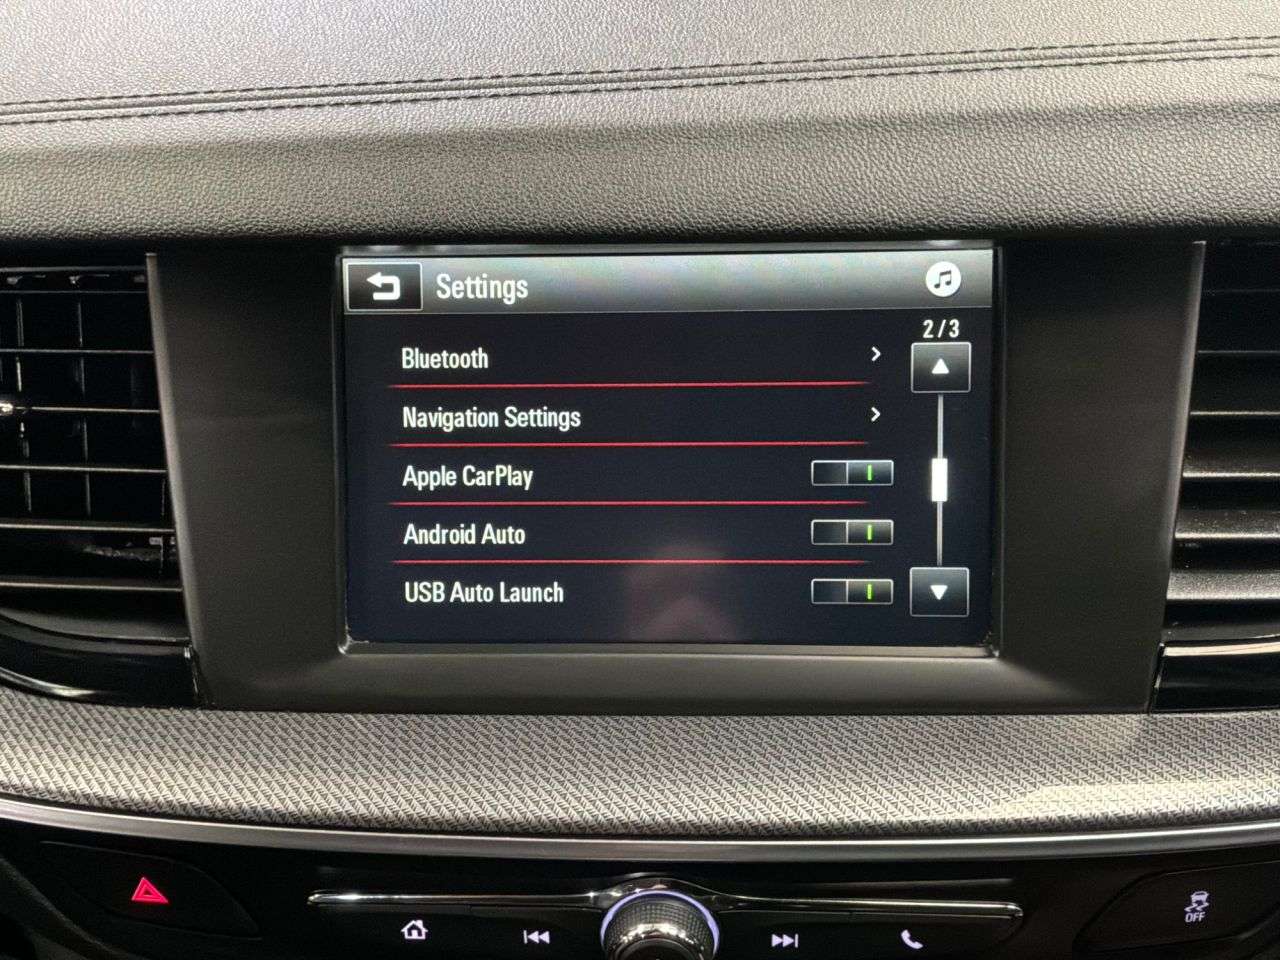 Settings
2/3
Bluetooth
Navigation Settings
Apple CarPlay
Android Auto
USB Auto Launch
OFF